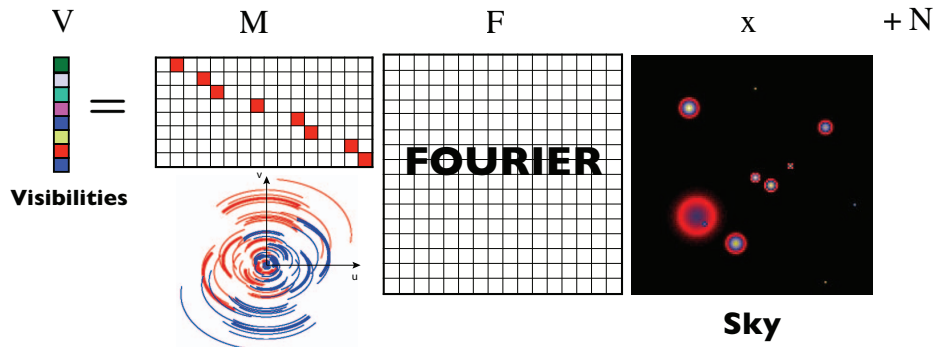 V M F x + N
=
FOURIER
Visibilities
v
u
Sky